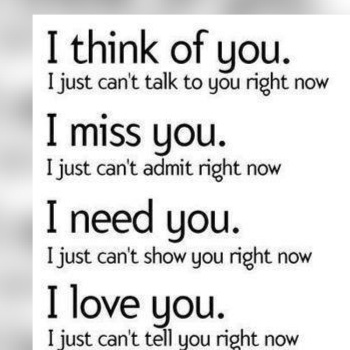 I think of you.
I just can't talk to you right now
I miss you.
I just can't admit right now
I need you.
I just can't show you right now
I love you.
I just can't tell you right now